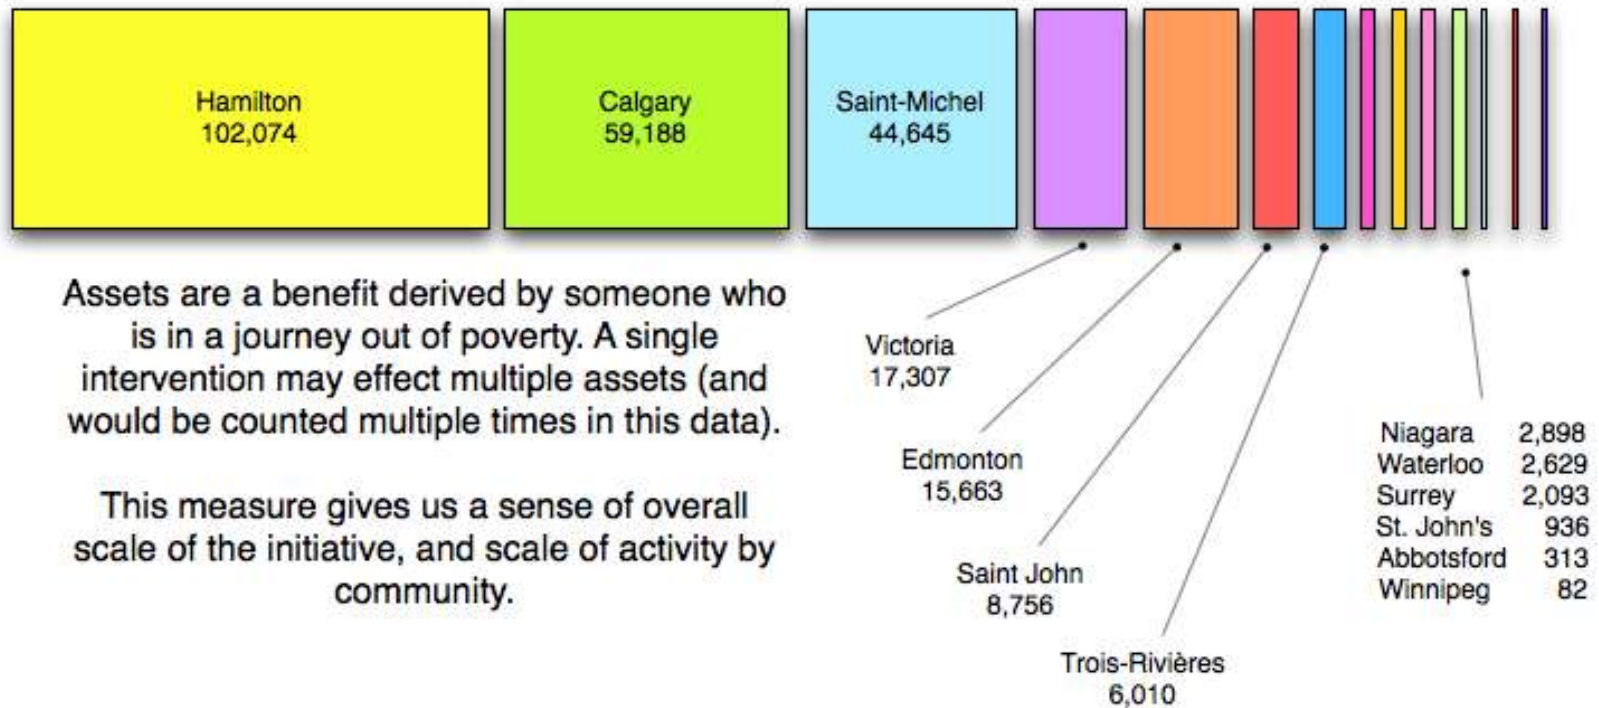 Hamilton
102,074
Calgary
59,188
Saint-Michel
44,645
Assets are a benefit derived by someone who
is in a journey out of poverty. A single
intervention may effect multiple assets (and
would be counted multiple times in this data).
This measure gives us a sense of overall
scale of the initiative, and scale of activity by
community.
Victoria
17,307
Edmonton
15,663
Saint John
8,756
Trois-Rivières
6,010
Niagara 2,898
Waterloo 2,629
Surrey 2,093
St. John's 936
Abbotsford 313
Winnipeg 82